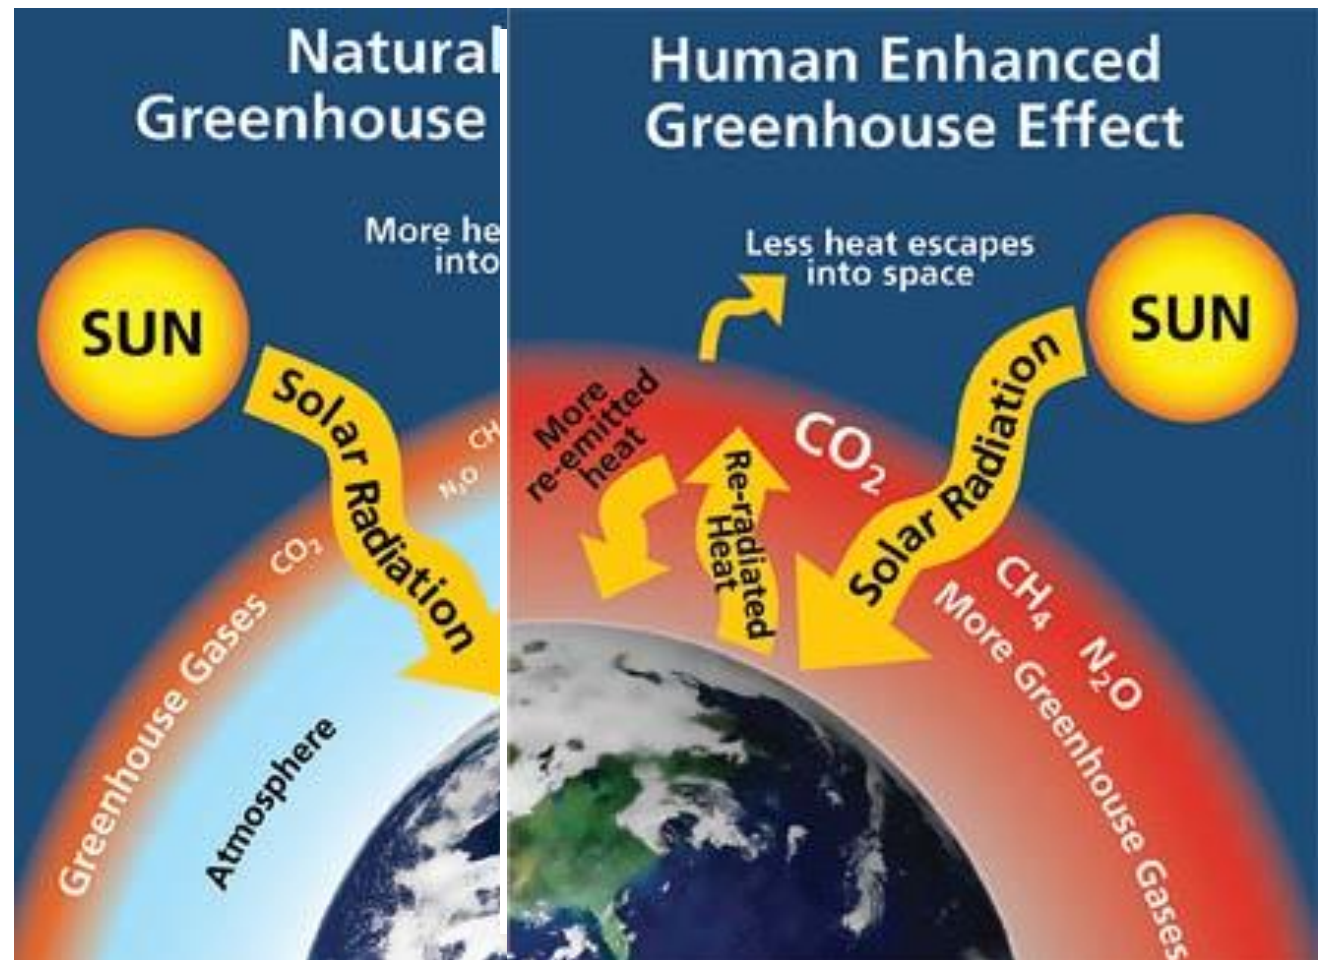 Natural
Greenhouse
More he
into
SUN
Solar Radiation
CH
N₂O
CO₂
Greenhouse Gases
Atmosphere
Human Enhanced
Greenhouse Effect
Less heat escapes
into space
SUN
Solar Radiation
More
re-emitted
heat
Re-radiated
Heat
CO₂
CH₄ N₂O
More Greenhouse Gases